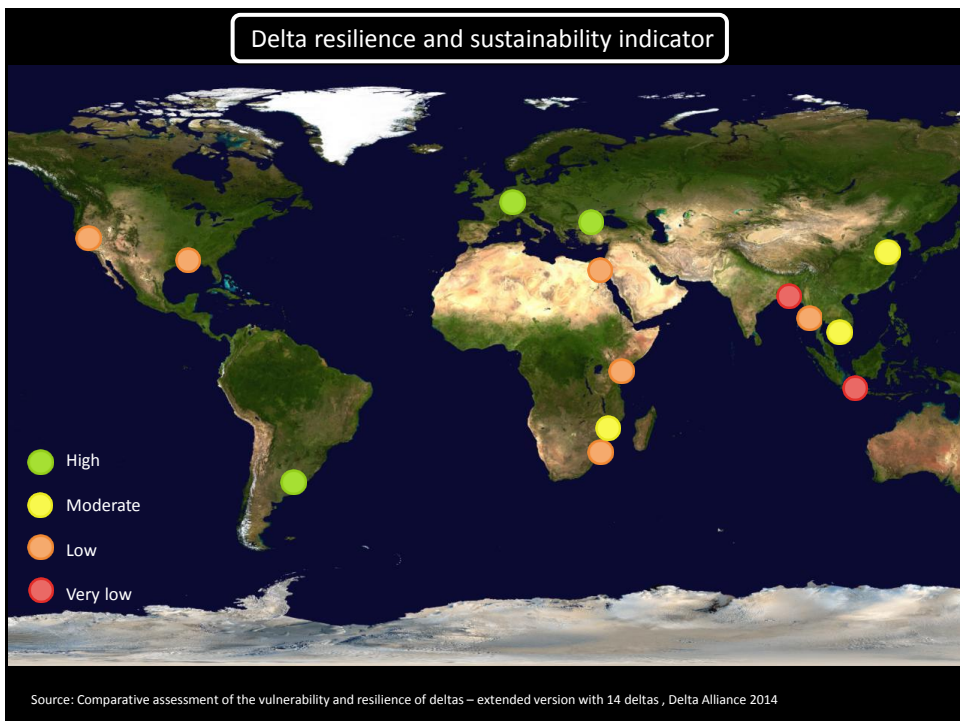 Delta resilience and sustainability indicator
High
Moderate
Low
Very low
Source: Comparative assessment of the vulnerability and resilience of deltas – extended version with 14 deltas , Delta Alliance 2014